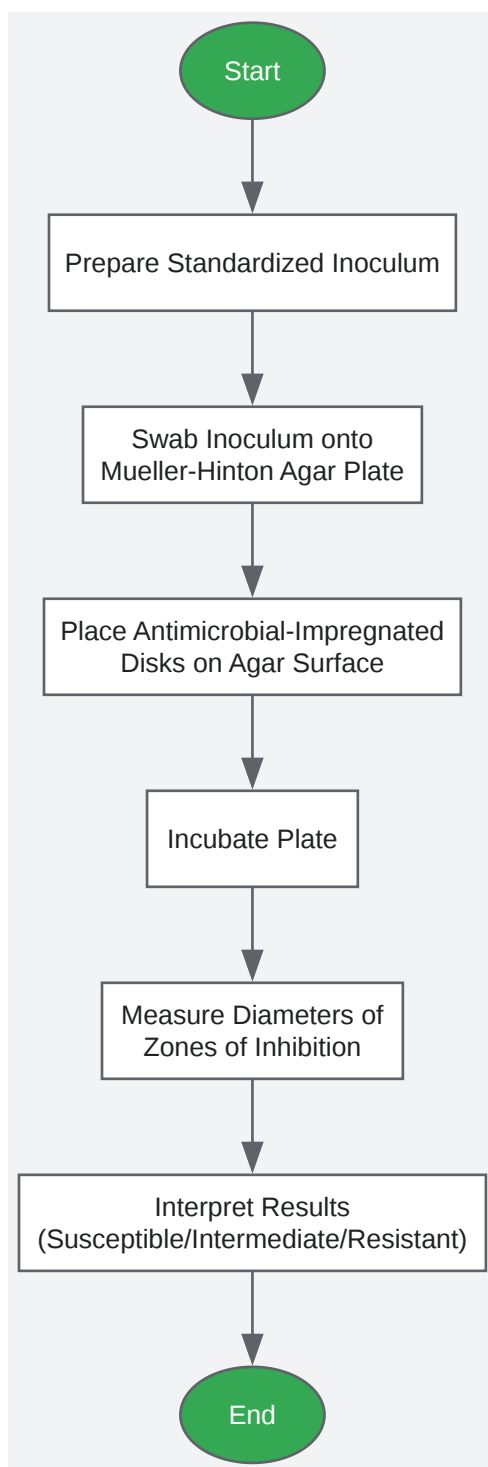 Start
Prepare Standardized Inoculum
Swab Inoculum onto
Mueller-Hinton Agar Plate
Place Antimicrobial-Impregnated
Disks on Agar Surface
Incubate Plate
Measure Diameters of
Zones of Inhibition
Interpret Results
(Susceptible/Intermediate/Resistant)
End